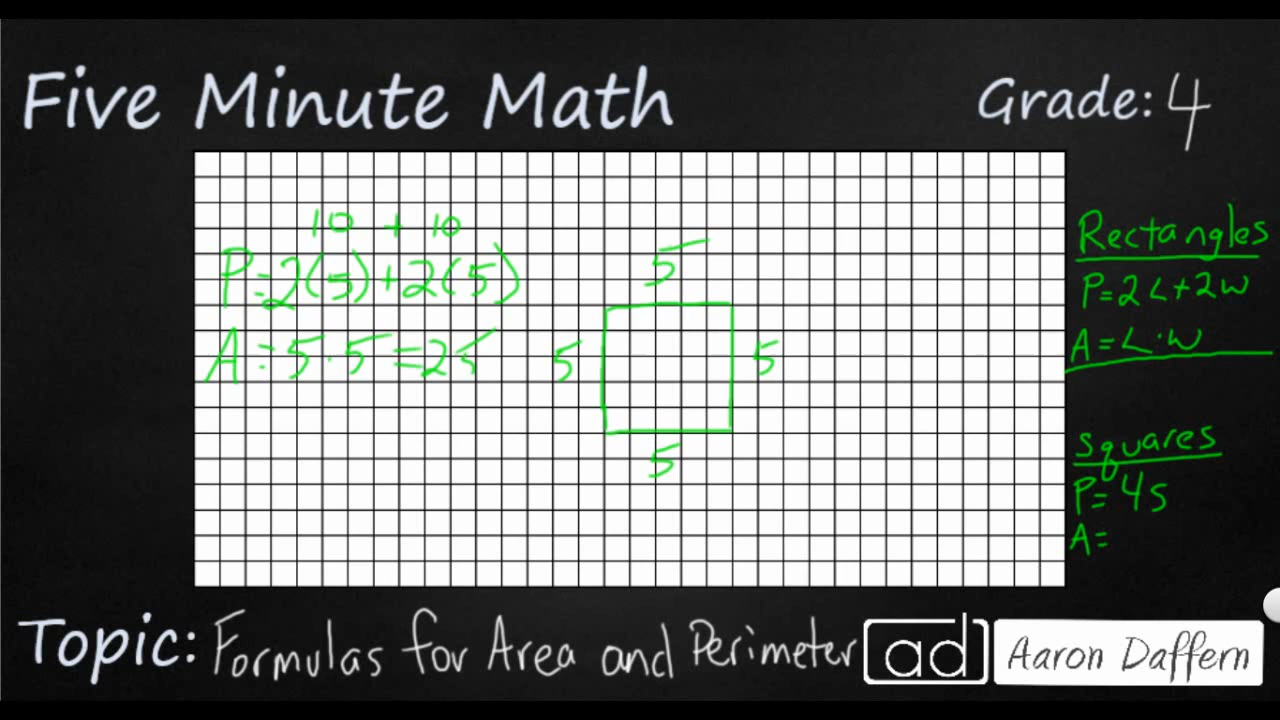 Five Minute Math
Grade: 4
10 + 10
P=2(5)+2(5)
A=5·5=25
5
5
5
5
Rectangles
P=2L+2W
A=L·W
squares
P=4s
A=
Topic: Formulas for Area and Perimeter
ad
Aaron Daffern